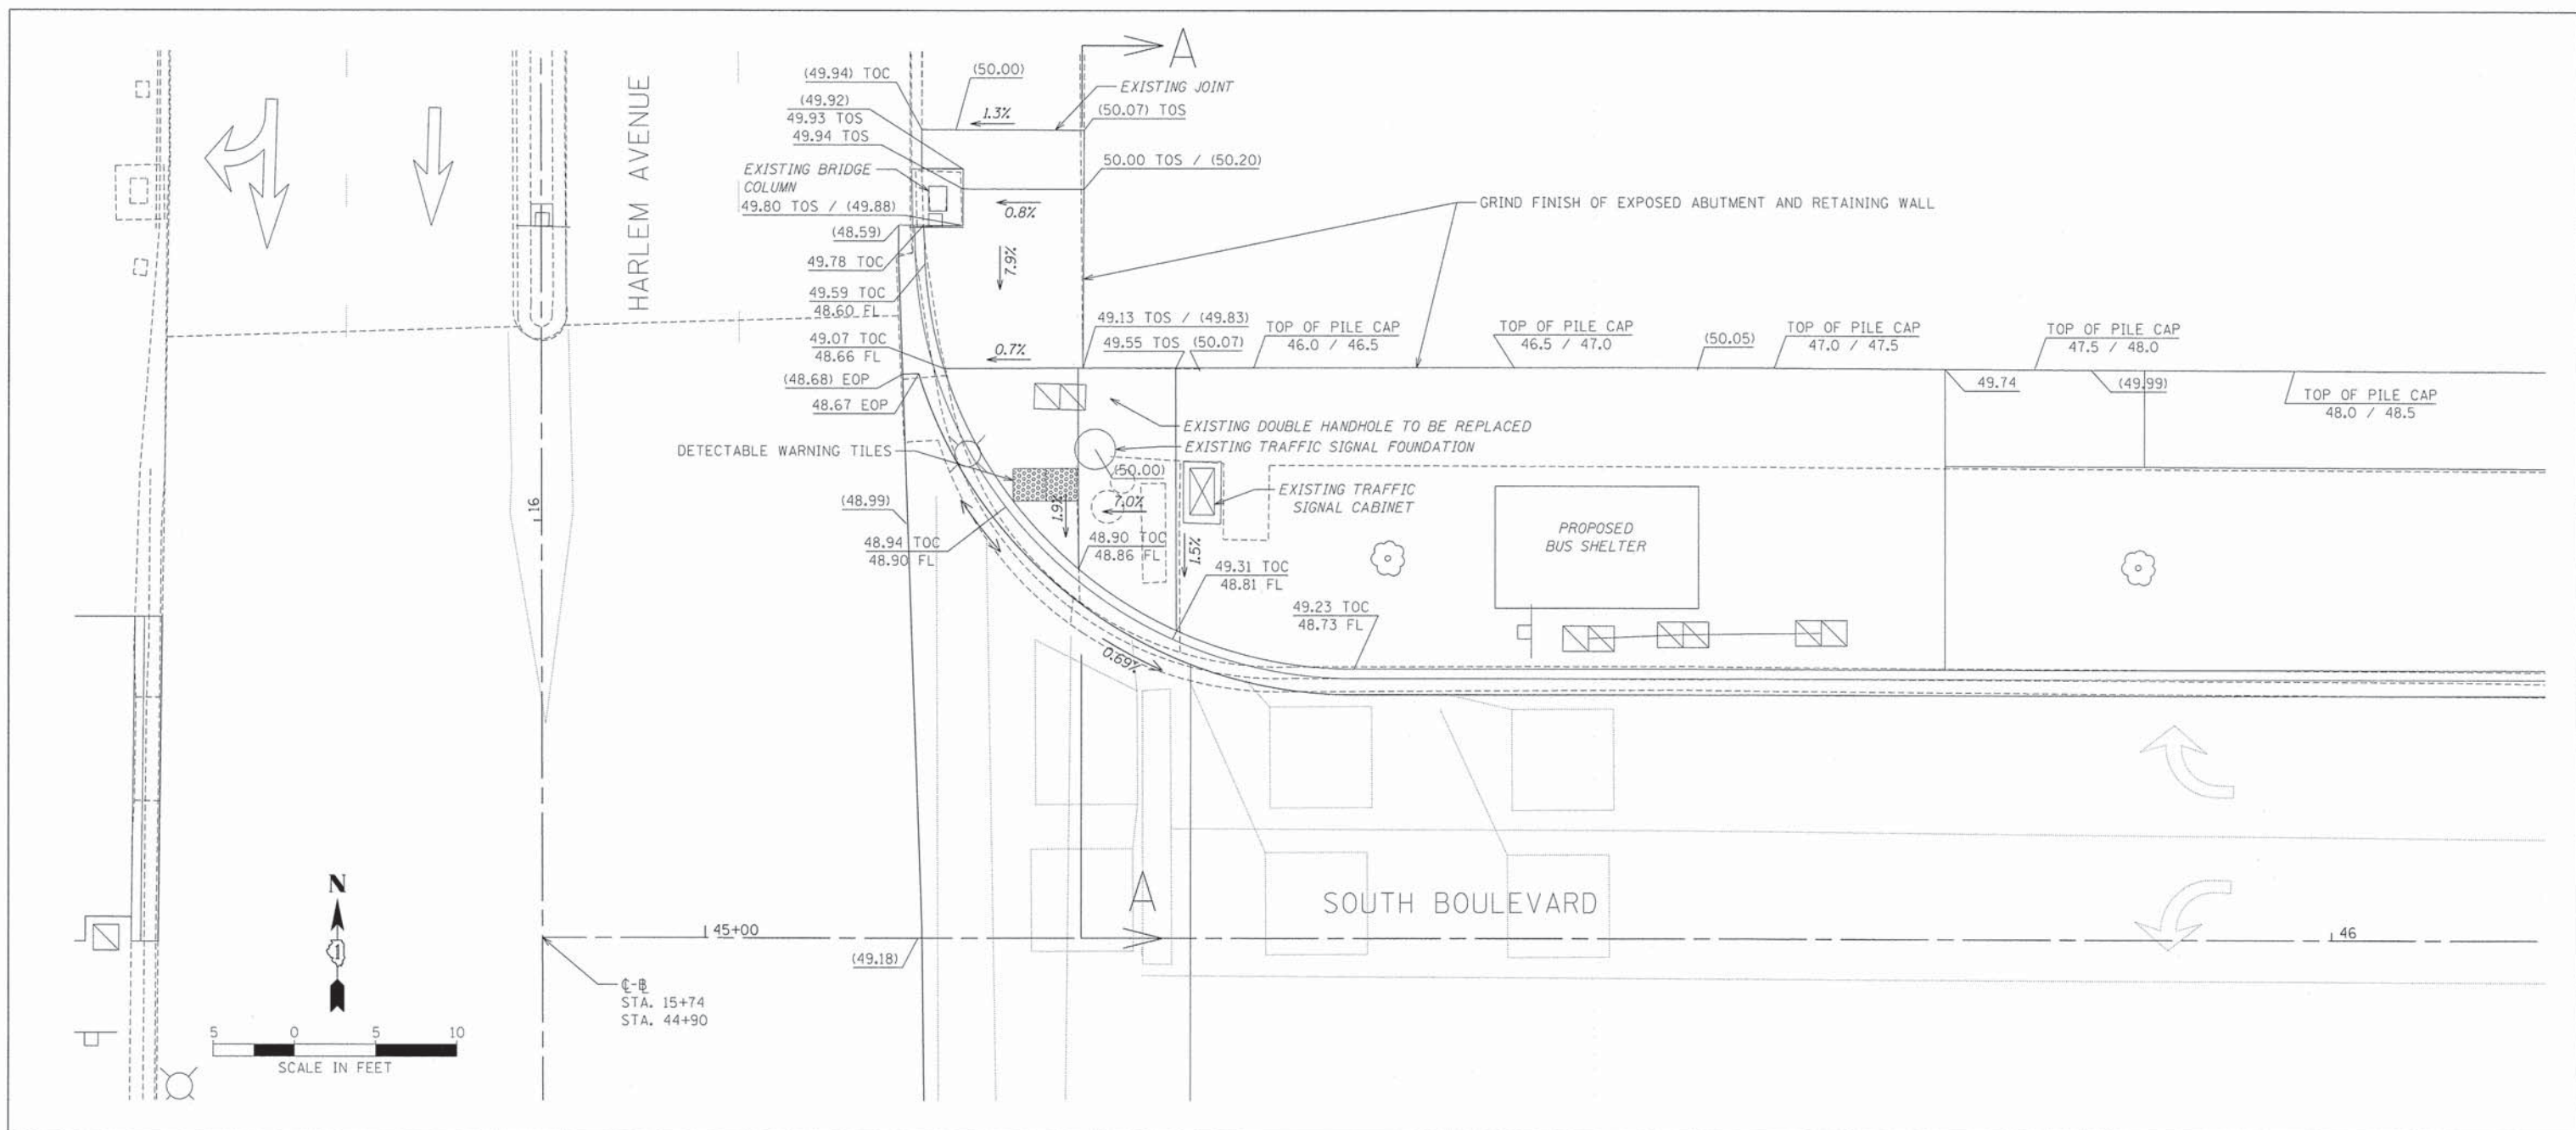 A
(49.94) TOC
(50.00)
EXISTING JOINT
HARLEM AVENUE
(49.92)
49.93 TOS
49.94 TOS
1.3%
(50.07) TOS
50.00 TOS / (50.20)
EXISTING BRIDGE
COLUMN
49.80 TOS / (49.88)
0.8%
GRIND FINISH OF EXPOSED ABUTMENT AND RETAINING WALL
(48.59)
49.78 TOC
7.9%
49.59 TOC
48.60 FL
49.07 TOC
48.66 FL
0.7%
49.13 TOS / (49.83)
49.55 TOS (50.07)
TOP OF PILE CAP
46.0 / 46.5
TOP OF PILE CAP
46.5 / 47.0
(50.05)
TOP OF PILE CAP
47.0 / 47.5
TOP OF PILE CAP
47.5 / 48.0
(48.68) EOP
48.67 EOP
49.74
(49.99)
TOP OF PILE CAP
48.0 / 48.5
EXISTING DOUBLE HANDHOLE TO BE REPLACED
EXISTING TRAFFIC SIGNAL FOUNDATION
DETECTABLE WARNING TILES
(50.00)
EXISTING TRAFFIC
SIGNAL CABINET
16
(48.99)
1.9%
7.0%
PROPOSED
BUS SHELTER
48.94 TOC
48.90 FL
48.90 TOC
48.86 FL
1.5%
49.31 TOC
48.81 FL
49.23 TOC
48.73 FL
0.69%
N
1
A
SOUTH BOULEVARD
45+00
46
(49.18)
℄-B
STA. 15+74
STA. 44+90
5 0 5 10
SCALE IN FEET